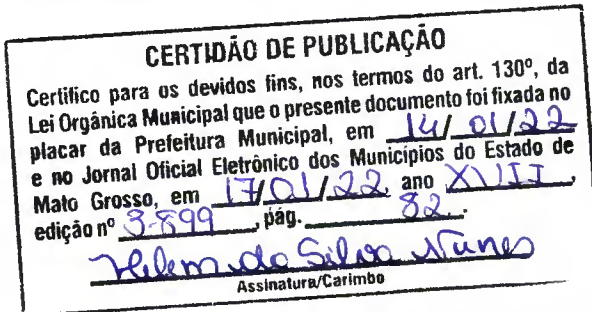 CERTIDÃO DE PUBLICAÇÃO
Certifico para os devidos fins, nos termos do art. 130º, da
Lei Orgânica Municipal que o presente documento foi fixada no
placar da Prefeitura Municipal, em 14/01/22
e no Jornal Oficial Eletrônico dos Municípios do Estado de
Mato Grosso, em 17/01/22 ano XVII,
edição nº 3.899, pág. 82.
Helem da Silva Nunes
Assinatura/Carimbo